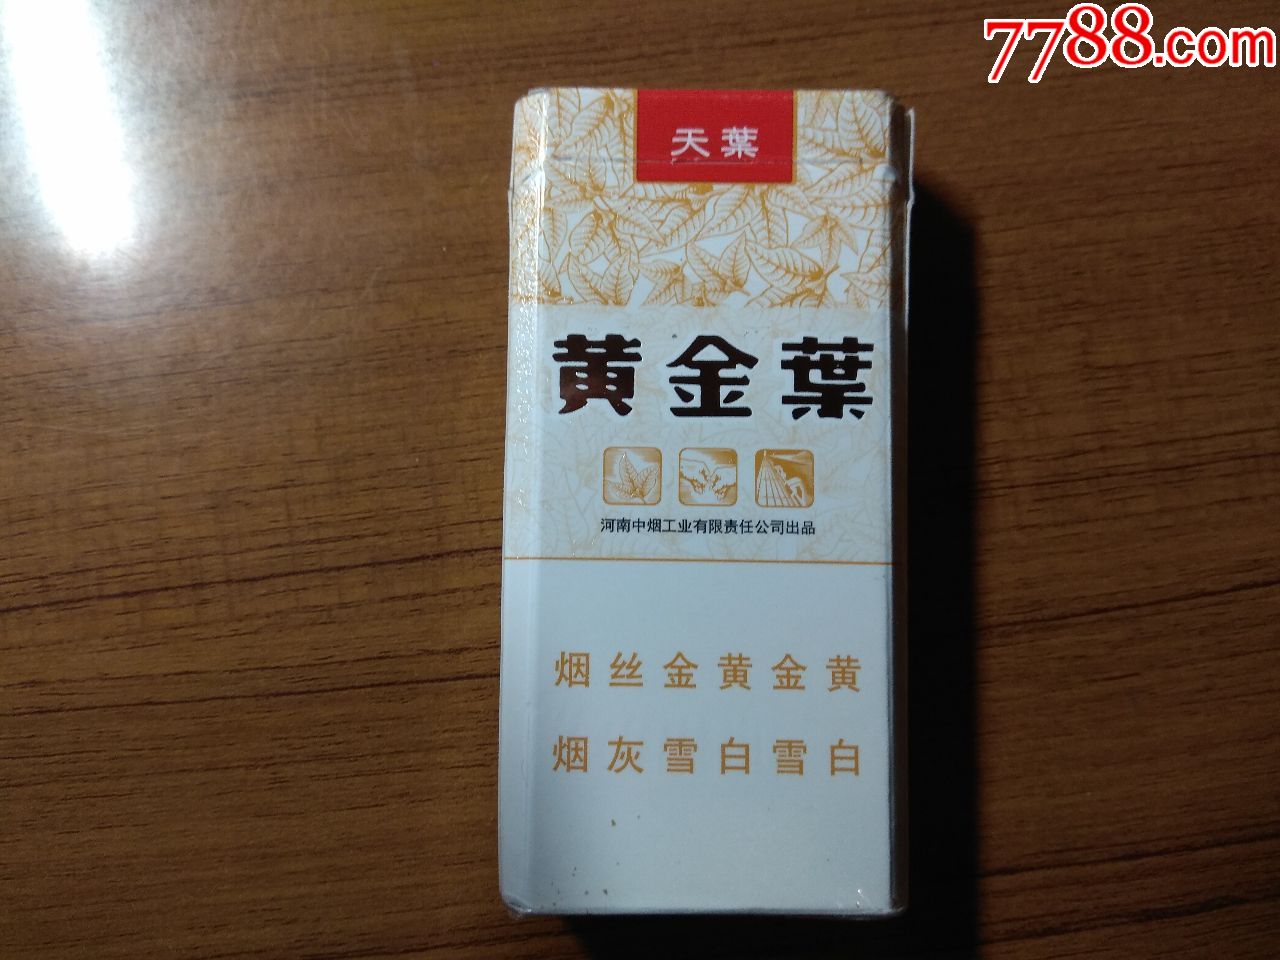 7788.com
天葉
黄金葉
河南中烟工业有限责任公司出品
烟丝金黄金黄
烟灰雪白雪白